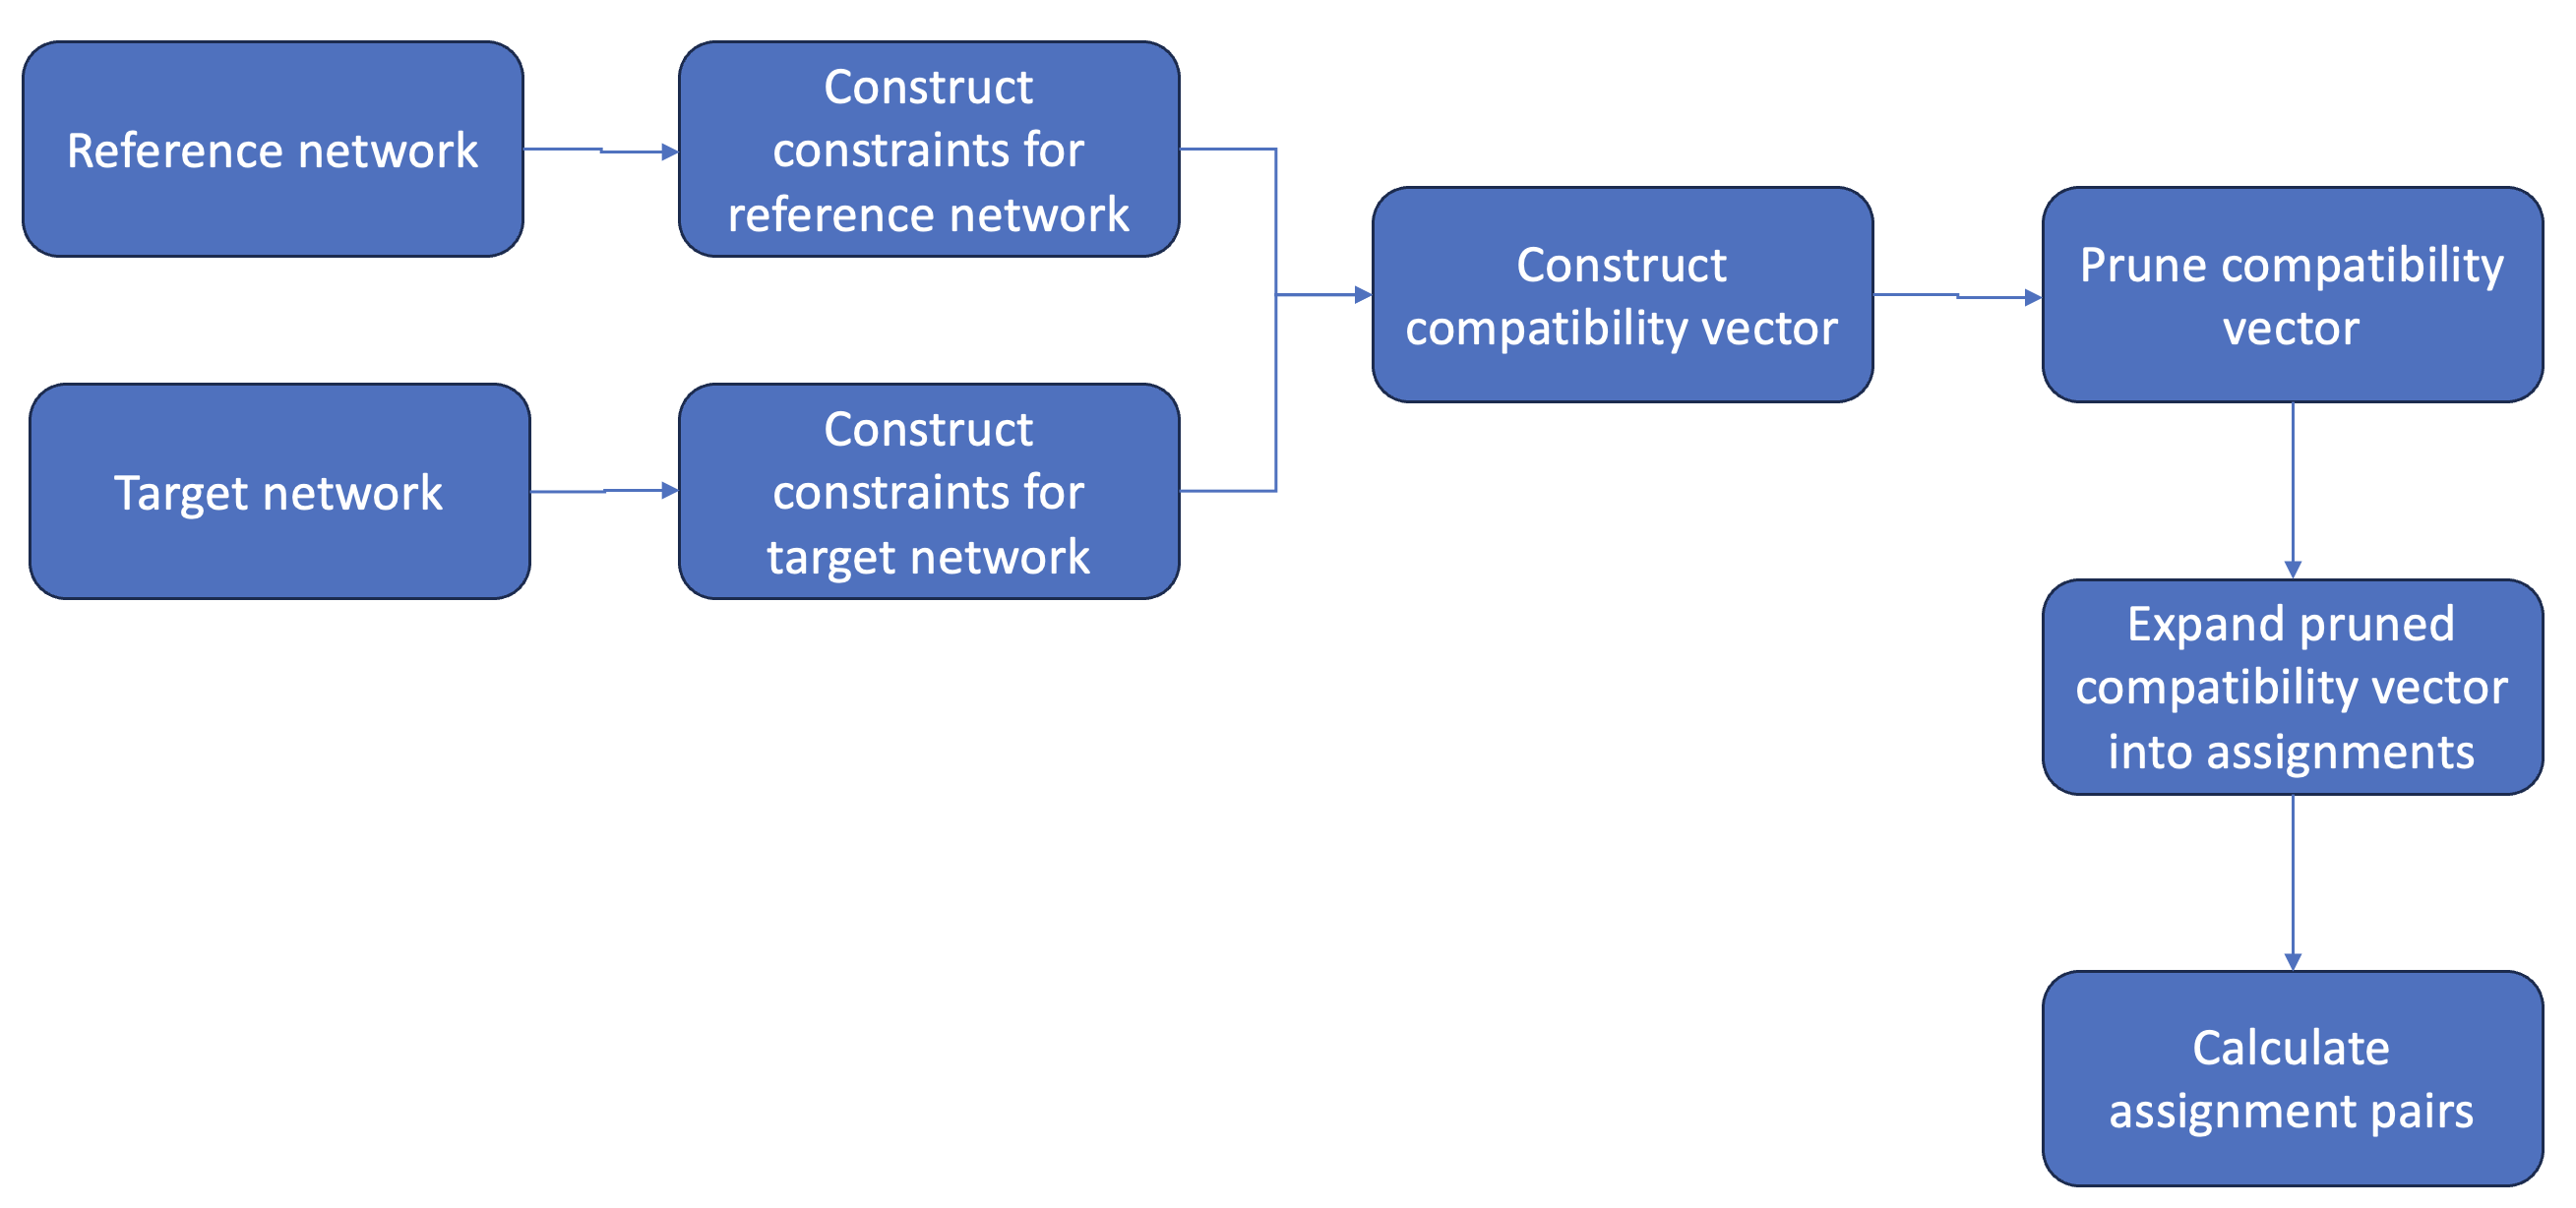 Reference network
Construct
constraints for
reference network
Target network
Construct
constraints for
target network
Construct
compatibility vector
Prune compatibility
vector
Expand pruned
compatibility vector
into assignments
Calculate
assignment pairs